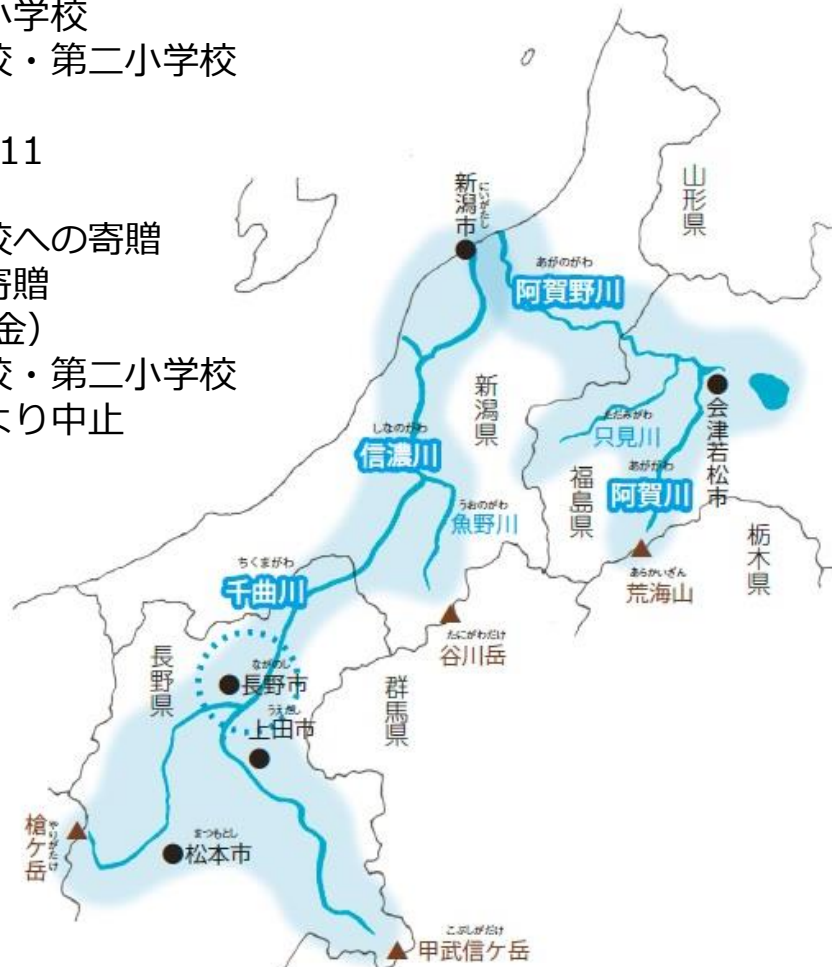 小学校
校・第二小学校
11
校への寄贈
寄贈
金）
校・第二小学校
より中止
新潟市
にいがたし
山形県
あがのがわ
阿賀野川
新潟県
会津若松市
しなのがわ
信濃川
ただみがわ
只見川
福島県
あががわ
阿賀川
うおのがわ
魚野川
栃木県
ちくまがわ
千曲川
あらかいざん
荒海山
たにがわだけ
谷川岳
長野県
ながのし
長野市
群馬県
うえだし
上田市
槍ケ岳
やりがたけ
まつもとし
松本市
こぶしがだけ
甲武信ケ岳